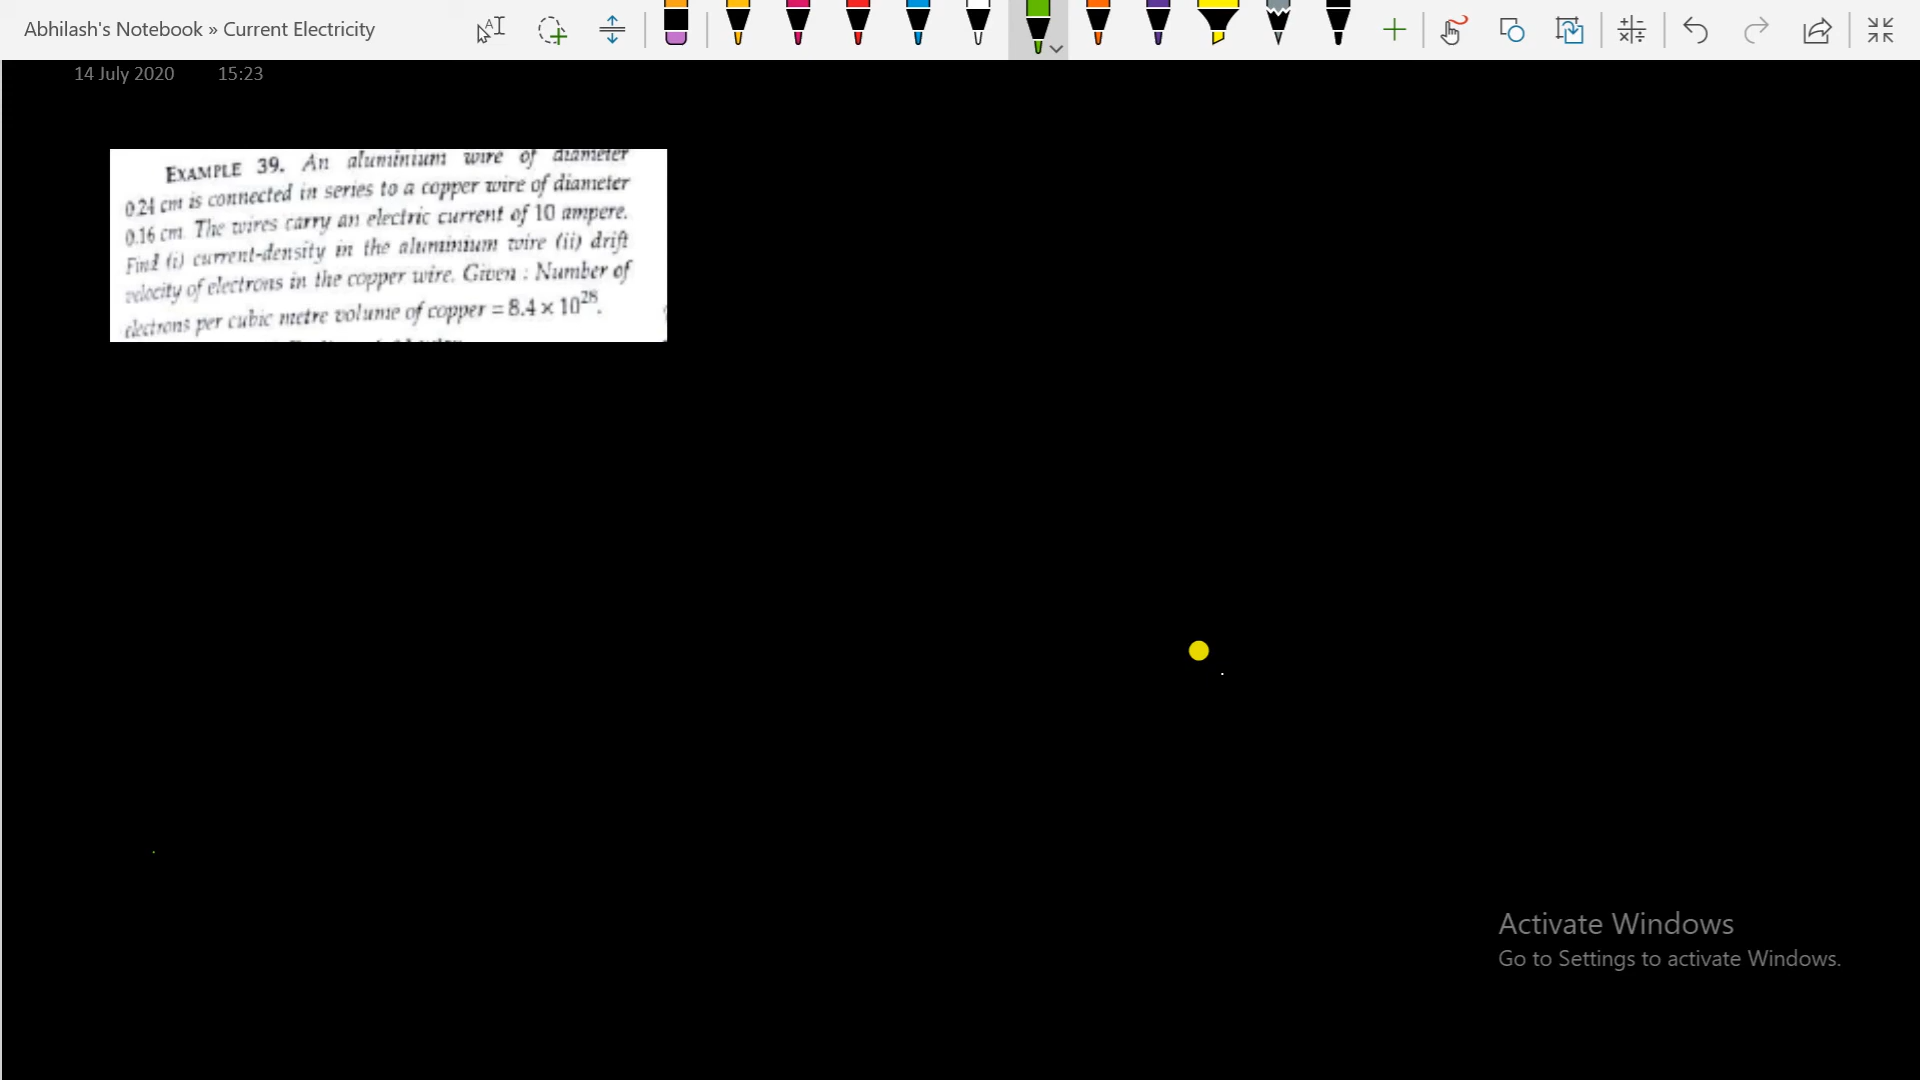 Abhilash's Notebook » Current Electricity
14 July 2020 15:23
EXAMPLE 39. An aluminium wire of diameter
0.24 cm is connected in series to a copper wire of diameter
0.16 cm. The wires carry an electric current of 10 ampere.
Find (i) current-density in the aluminium wire (ii) drift
velocity of electrons in the copper wire. Given : Number of
electrons per cubic metre volume of copper = 8.4 × 10²⁸.
Activate Windows
Go to Settings to activate Windows.